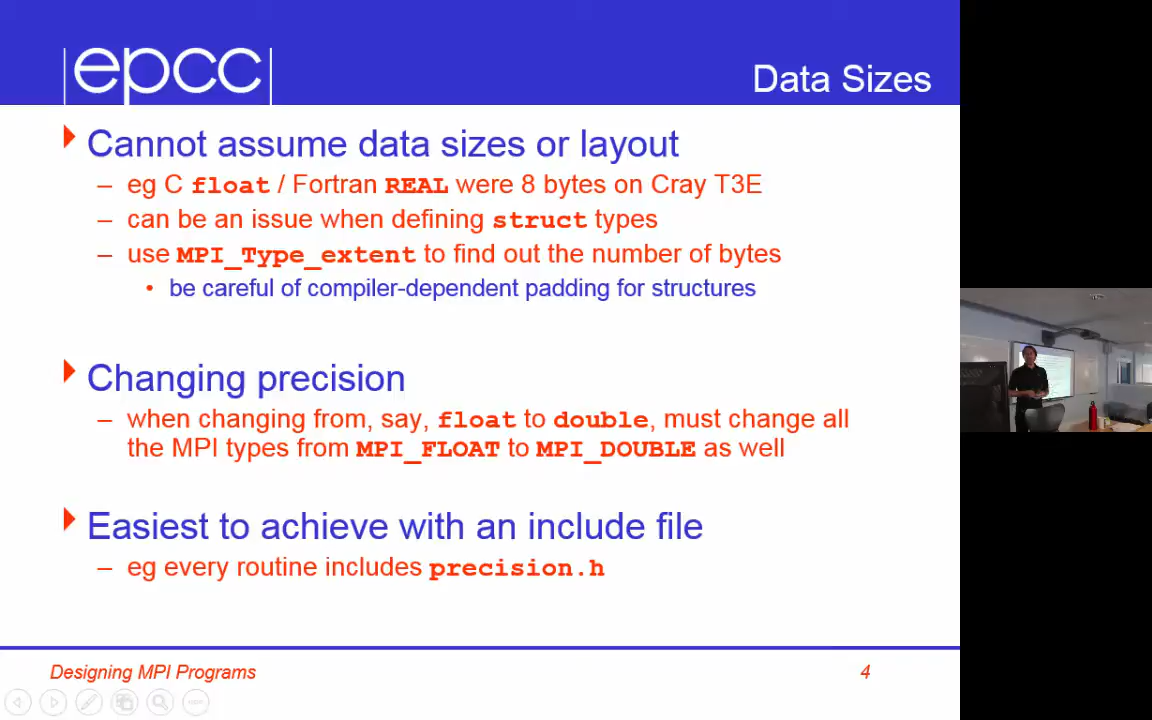 |epcc|
Data Sizes
Cannot assume data sizes or layout
– eg C float / Fortran REAL were 8 bytes on Cray T3E
– can be an issue when defining struct types
– use MPI_Type_extent to find out the number of bytes
• be careful of compiler-dependent padding for structures
Changing precision
– when changing from, say, float to double, must change all
the MPI types from MPI_FLOAT to MPI_DOUBLE as well
Easiest to achieve with an include file
– eg every routine includes precision.h
Designing MPI Programs
4